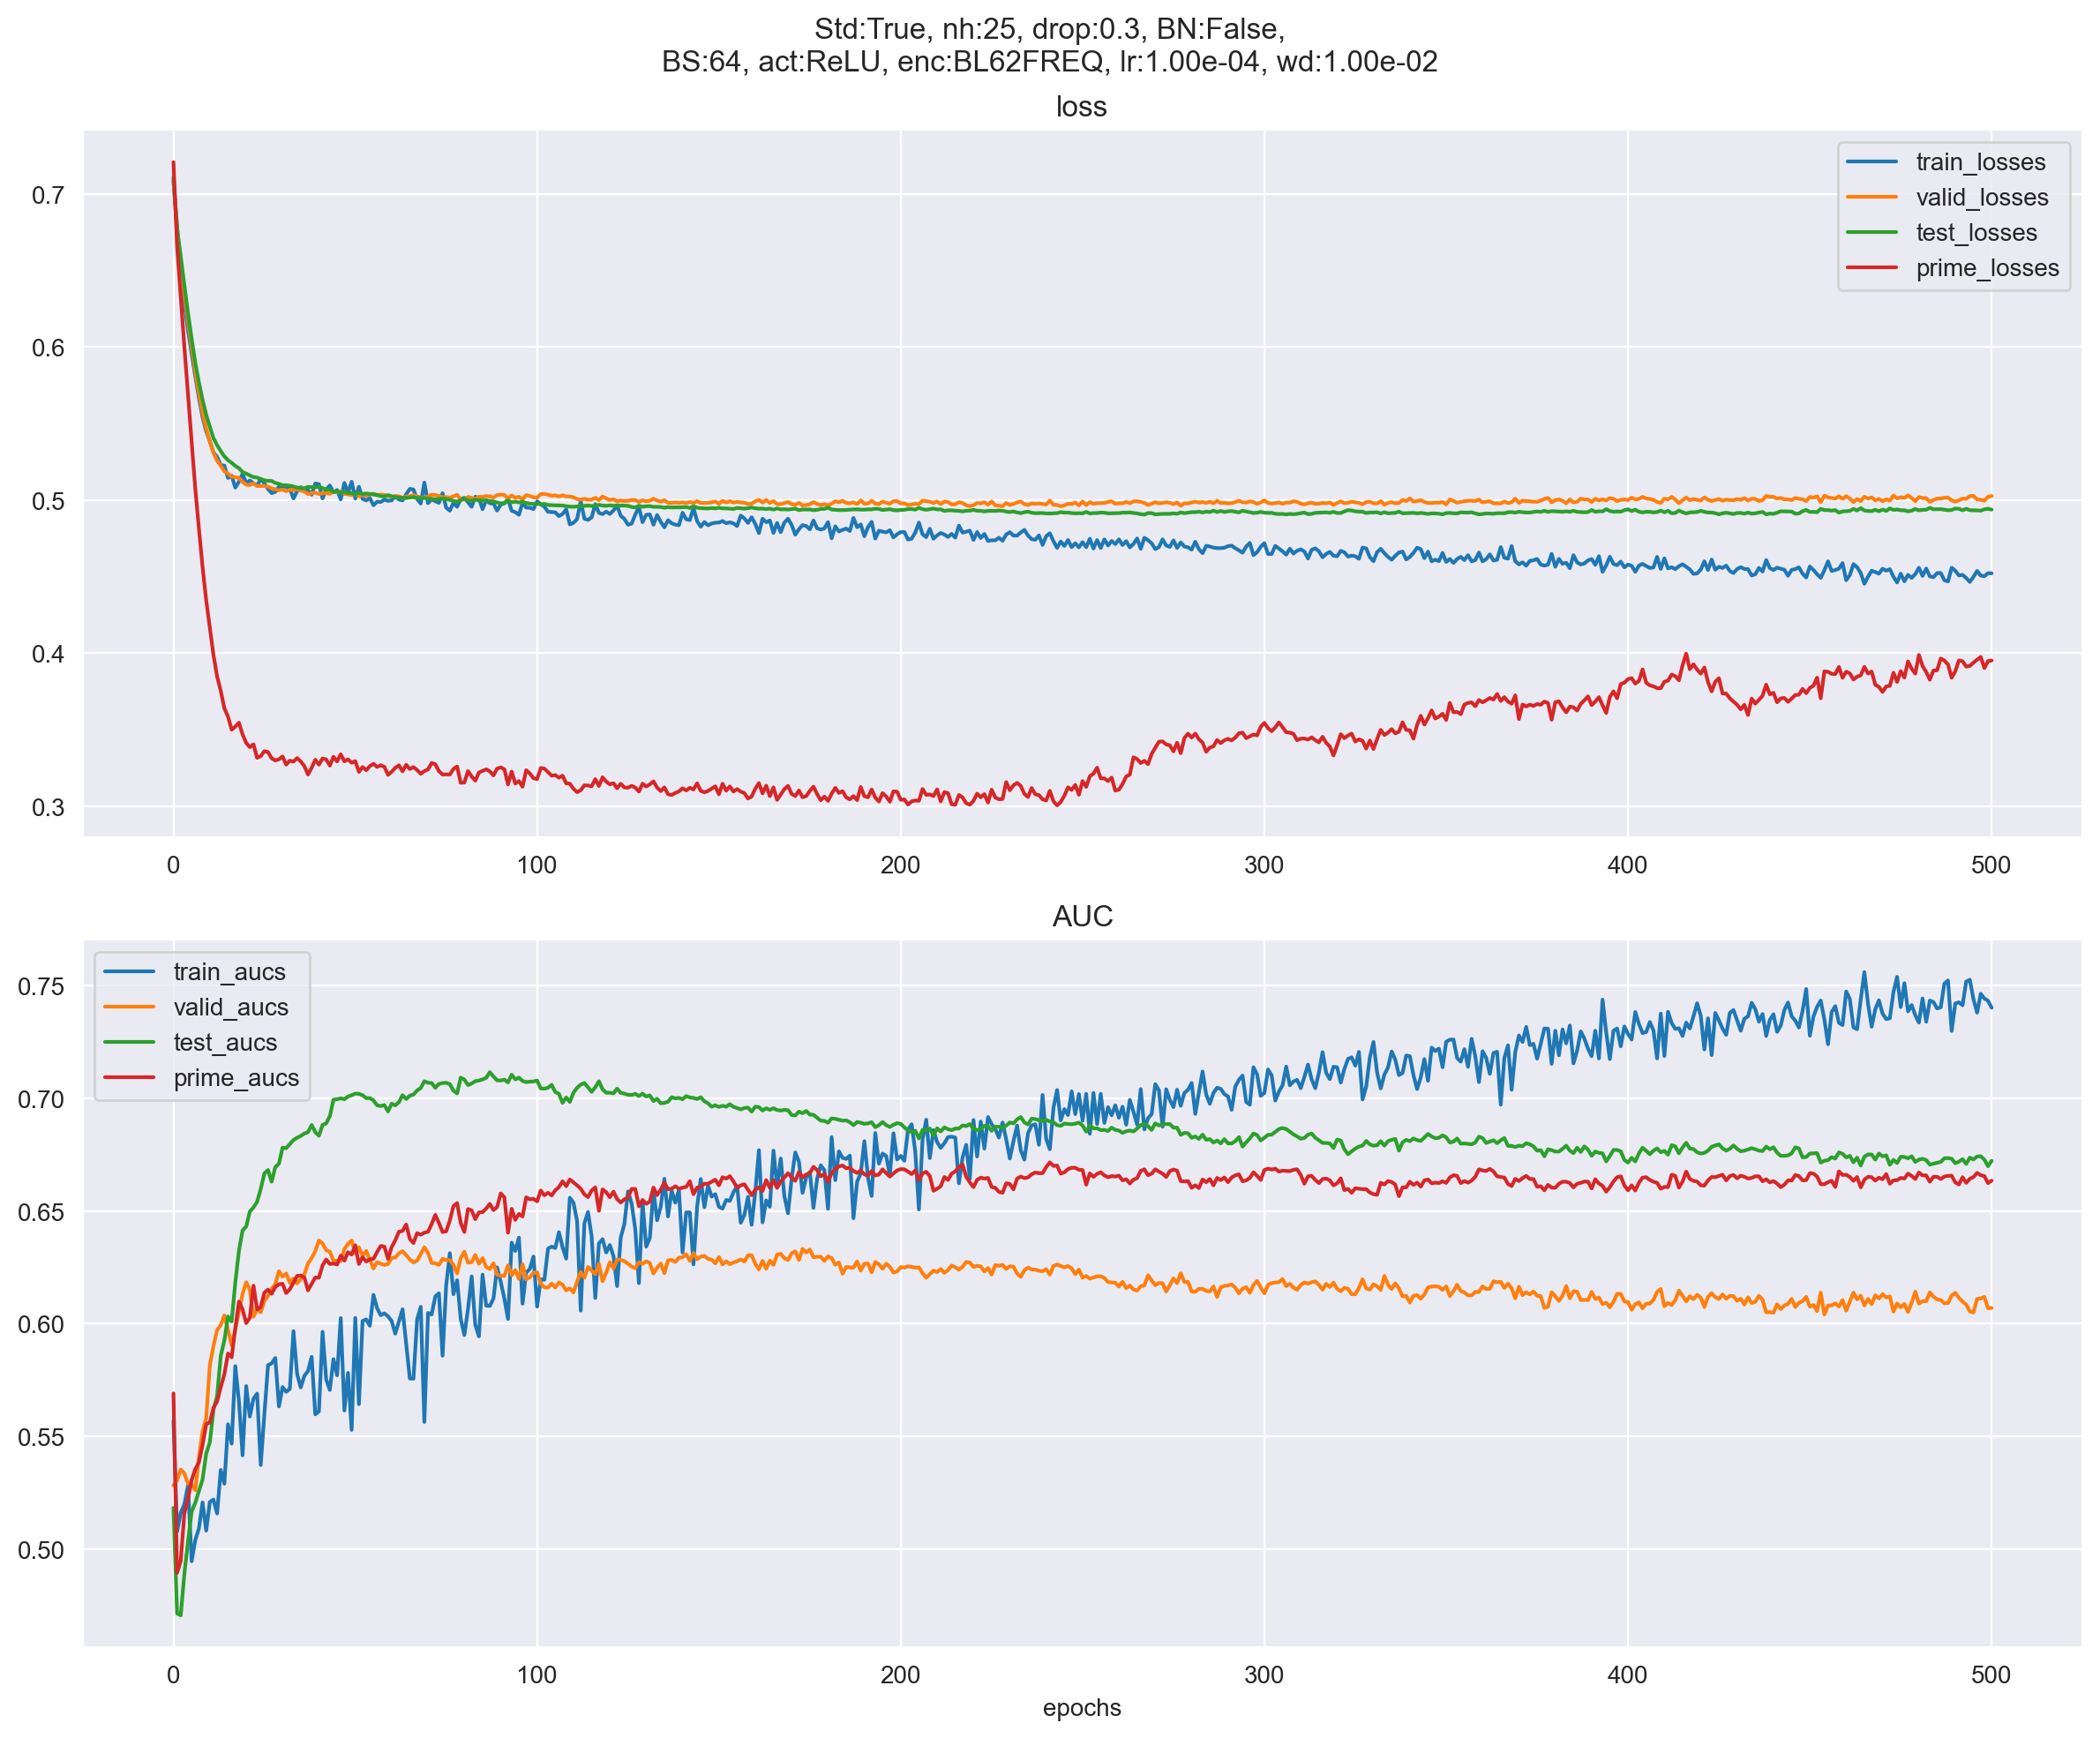 Std:True, nh:25, drop:0.3, BN:False,
BS:64, act:ReLU, enc:BL62FREQ, lr:1.00e-04, wd:1.00e-02
loss
0.7
0.6
0.5
0.4
0.3
train_losses
valid_losses
test_losses
prime_losses
0 100 200 300 400 500
AUC
0.75
0.70
0.65
0.60
0.55
0.50
train_aucs
valid_aucs
test_aucs
prime_aucs
0 100 200 300 400 500
epochs